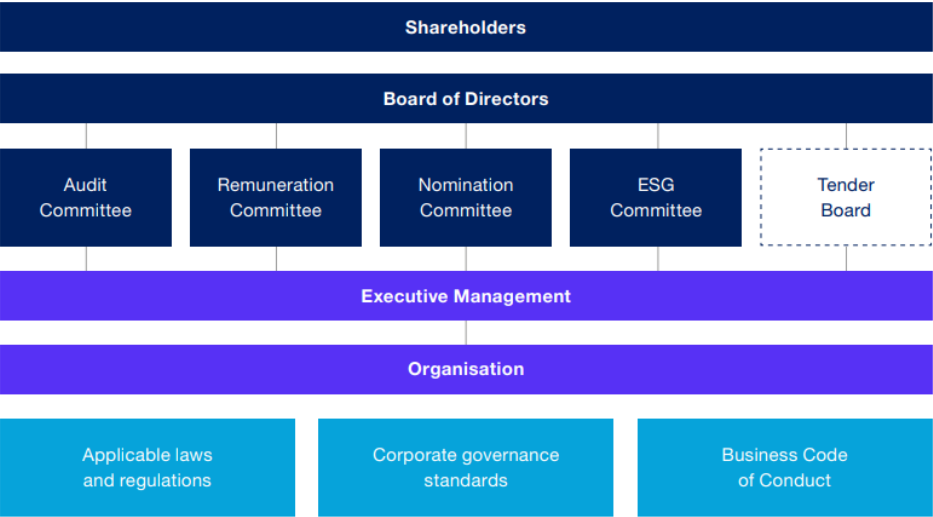 Shareholders
Board of Directors
Audit
Committee
Remuneration
Committee
Nomination
Committee
ESG
Committee
Tender
Board
Executive Management
Organisation
Applicable laws
and regulations
Corporate governance
standards
Business Code
of Conduct